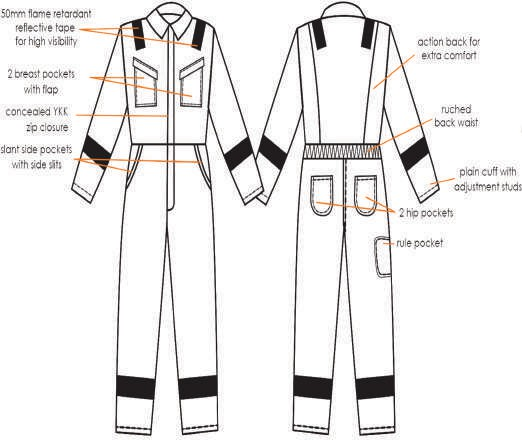 50mm flame retardant
reflective tape
for high visibility
2 breast pockets
with flap
concealed YKK
zip closure
slant side pockets
with side slits
action back for
extra comfort
ruched
back waist
plain cuff with
adjustment studs
2 hip pockets
rule pocket